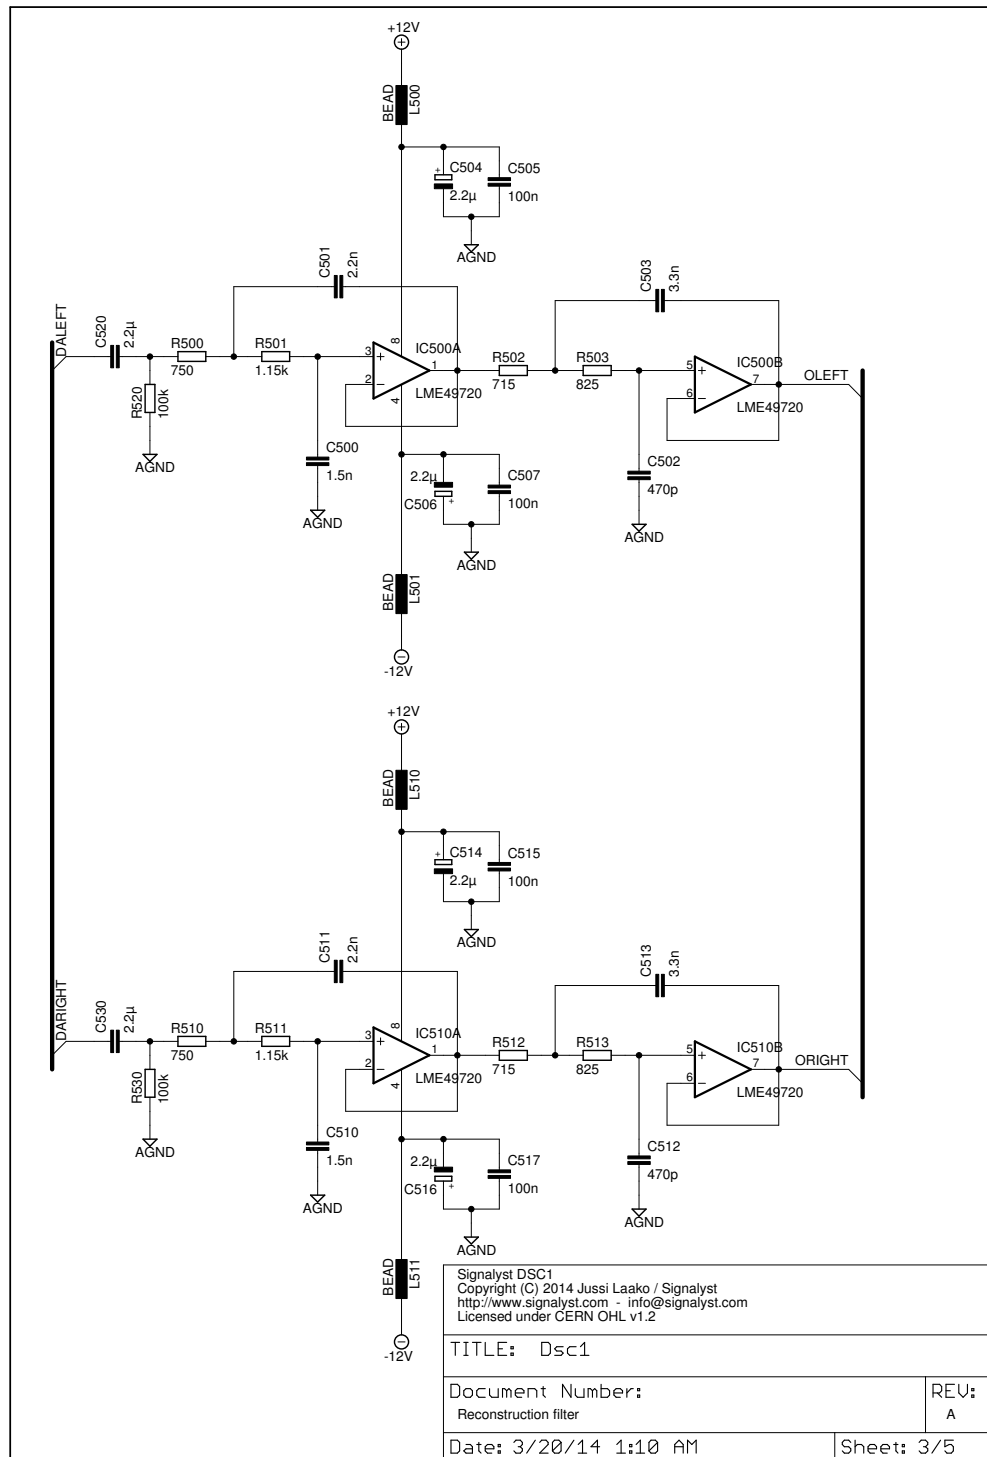 +12V
BEAD
L500
+
C504
2.2µ
C505
100n
AGND
C501
2.2n
C503
3.3n
DALEFT
C520
2.2µ
R500
750
R501
1.15k
3
+
8
IC500A
1
2
−
4
LME49720
R502
715
R503
825
5
+
IC500B
7
6
−
LME49720
OLEFT
R520
100k
AGND
C500
1.5n
AGND
2.2µ
C506
+
C507
100n
AGND
C502
470p
AGND
BEAD
L501
-12V
+12V
BEAD
L510
+
C514
2.2µ
C515
100n
AGND
C511
2.2n
C513
3.3n
DARIGHT
C530
2.2µ
R510
750
R511
1.15k
3
+
8
IC510A
1
2
−
4
LME49720
R512
715
R513
825
5
+
IC510B
7
6
−
LME49720
ORIGHT
R530
100k
AGND
C510
1.5n
AGND
2.2µ
C516
+
C517
100n
AGND
C512
470p
AGND
BEAD
L511
-12V
Signalyst DSC1
Copyright (C) 2014 Jussi Laako / Signalyst
http://www.signalyst.com - info@signalyst.com
Licensed under CERN OHL v1.2
TITLE: Dsc1
Document Number:
Reconstruction filter
REV:
A
Date: 3/20/14 1:10 AM
Sheet: 3/5